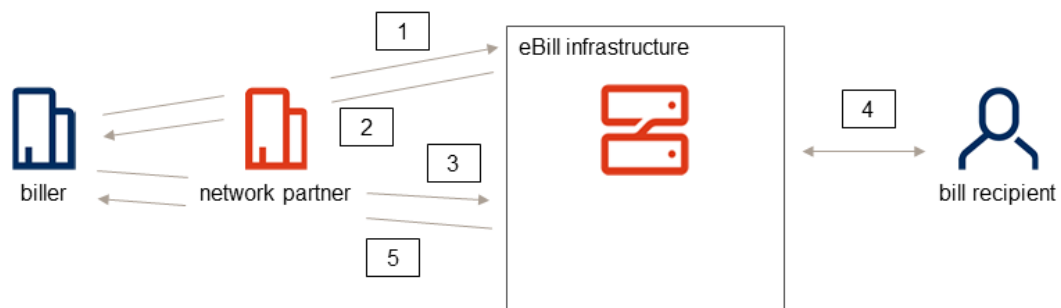 1
eBill infrastructure
2
4
3
biller
network partner
bill recipient
5